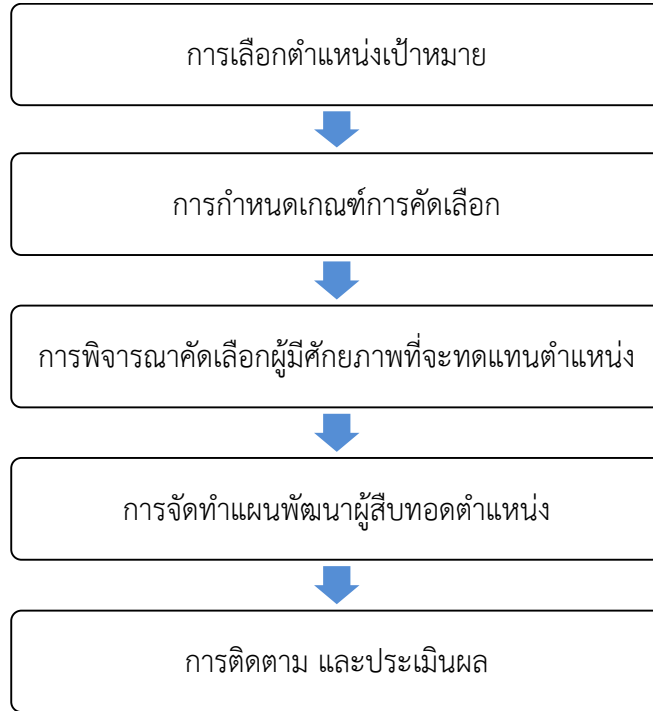 การเลือกตำแหน่งเป้าหมาย
การกำหนดเกณฑ์การคัดเลือก
การพิจารณาคัดเลือกผู้มีศักยภาพที่จะทดแทนตำแหน่ง
การจัดทำแผนพัฒนาผู้สืบทอดตำแหน่ง
การติดตาม และประเมินผล